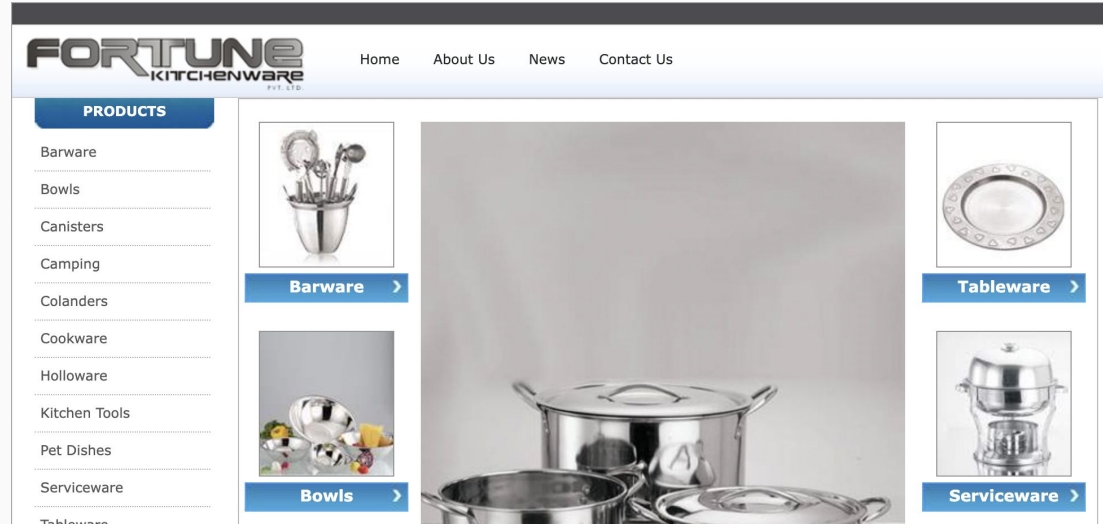 FORTUNE
KITCHENWARE
PVT. LTD.
Home
About Us
News
Contact Us
PRODUCTS
Barware
Bowls
Canisters
Camping
Colanders
Cookware
Holloware
Kitchen Tools
Pet Dishes
Serviceware
Tableware
Barware
Bowls
Tableware
Serviceware